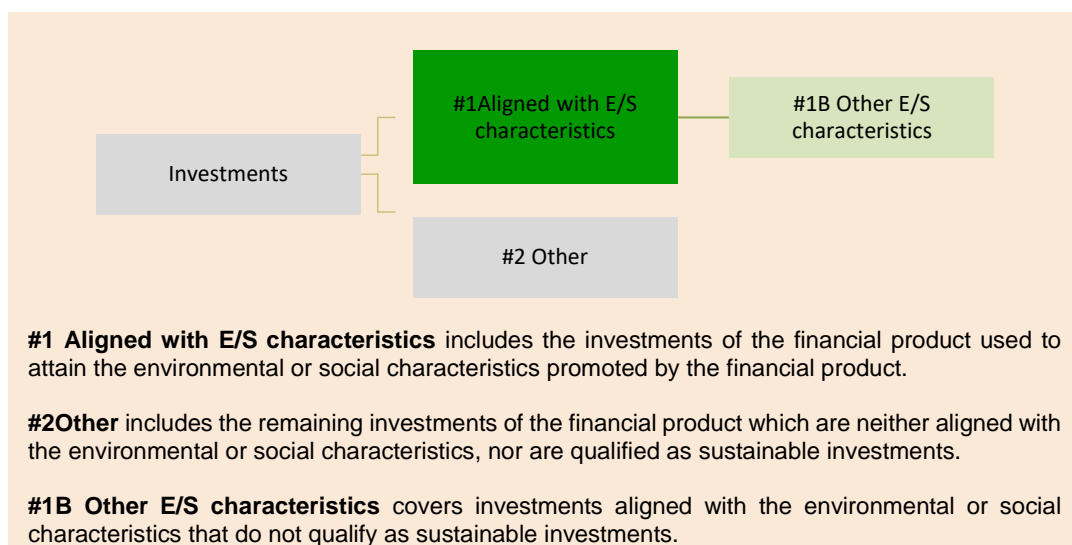 #1Aligned with E/S
characteristics
#1B Other E/S
characteristics
Investments
#2 Other
#1 Aligned with E/S characteristics includes the investments of the financial product used to
attain the environmental or social characteristics promoted by the financial product.
#2Other includes the remaining investments of the financial product which are neither aligned with
the environmental or social characteristics, nor are qualified as sustainable investments.
#1B Other E/S characteristics covers investments aligned with the environmental or social
characteristics that do not qualify as sustainable investments.